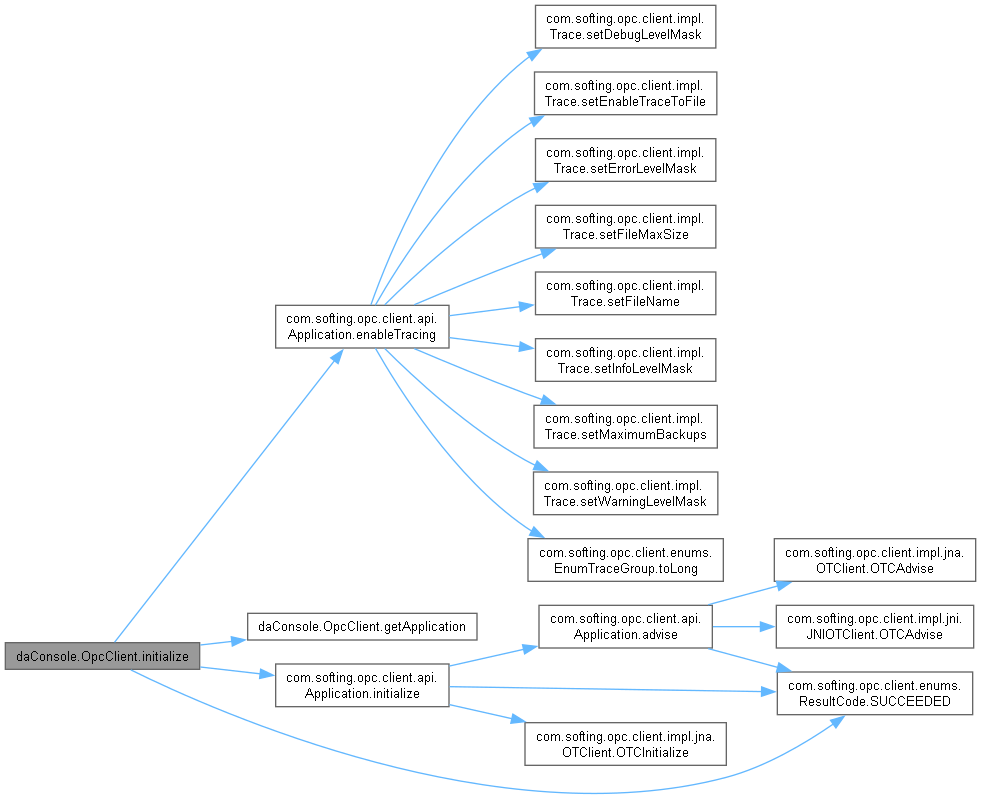 com.softing.opc.client.impl.
Trace.setDebugLevelMask
com.softing.opc.client.impl.
Trace.setEnableTraceToFile
com.softing.opc.client.impl.
Trace.setErrorLevelMask
com.softing.opc.client.impl.
Trace.setFileMaxSize
com.softing.opc.client.impl.
Trace.setFileName
com.softing.opc.client.api.
Application.enableTracing
com.softing.opc.client.impl.
Trace.setInfoLevelMask
com.softing.opc.client.impl.
Trace.setMaximumBackups
com.softing.opc.client.impl.
Trace.setWarningLevelMask
com.softing.opc.client.enums.
EnumTraceGroup.toLong
com.softing.opc.client.impl.jna.
OTClient.OTCAdvise
daConsole.OpcClient.getApplication
com.softing.opc.client.api.
Application.advise
com.softing.opc.client.impl.jni.
JNIOTClient.OTCAdvise
daConsole.OpcClient.initialize
com.softing.opc.client.api.
Application.initialize
com.softing.opc.client.enums.
ResultCode.SUCCEEDED
com.softing.opc.client.impl.jna.
OTClient.OTCInitialize